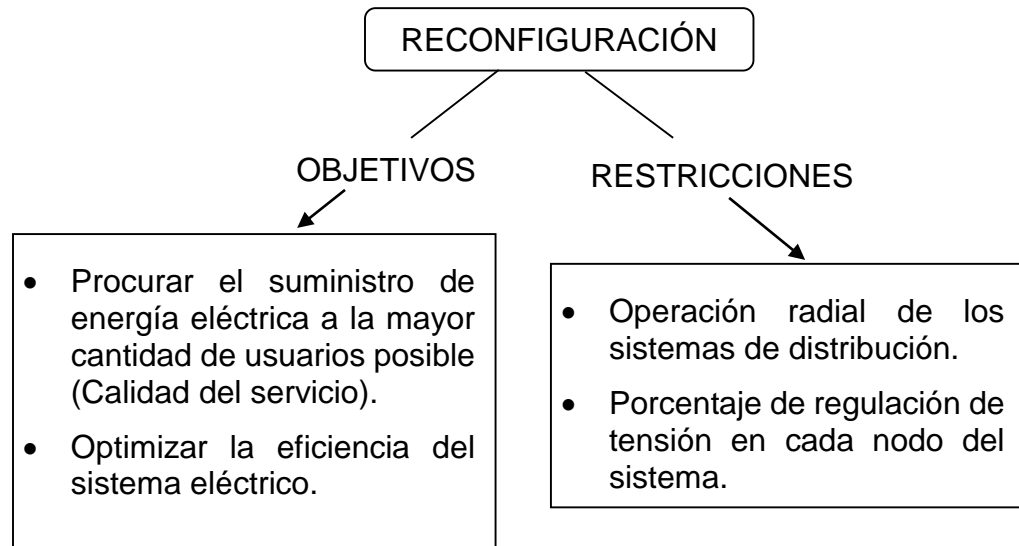 RECONFIGURACIÓN
OBJETIVOS
RESTRICCIONES
• Procurar el suministro de
energía eléctrica a la mayor
cantidad de usuarios posible
(Calidad del servicio).
• Optimizar la eficiencia del
sistema eléctrico.
• Operación radial de los
sistemas de distribución.
• Porcentaje de regulación de
tensión en cada nodo del
sistema.